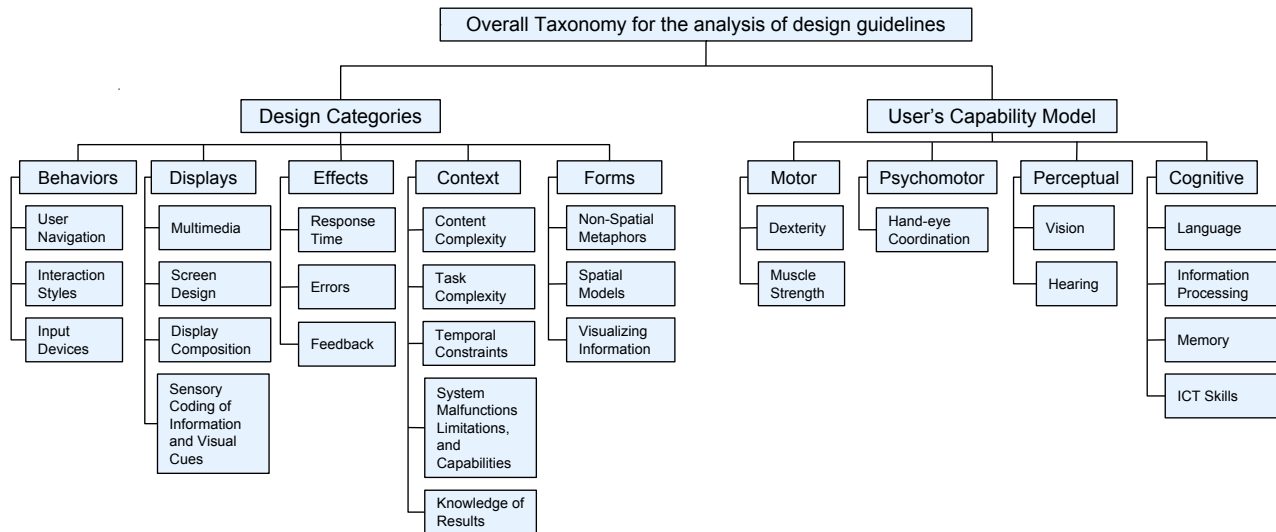 Overall Taxonomy for the analysis of design guidelines
Design Categories
User's Capability Model
Behaviors
Displays
Effects
Context
Forms
Motor
Psychomotor
Perceptual
Cognitive
User
Navigation
Interaction
Styles
Input
Devices
Multimedia
Screen
Design
Display
Composition
Sensory
Coding of
Information
and Visual
Cues
Response
Time
Errors
Feedback
Content
Complexity
Task
Complexity
Temporal
Constraints
System
Malfunctions
Limitations,
and
Capabilities
Knowledge of
Results
Non-Spatial
Metaphors
Spatial
Models
Visualizing
Information
Dexterity
Muscle
Strength
Hand-eye
Coordination
Vision
Hearing
Language
Information
Processing
Memory
ICT Skills